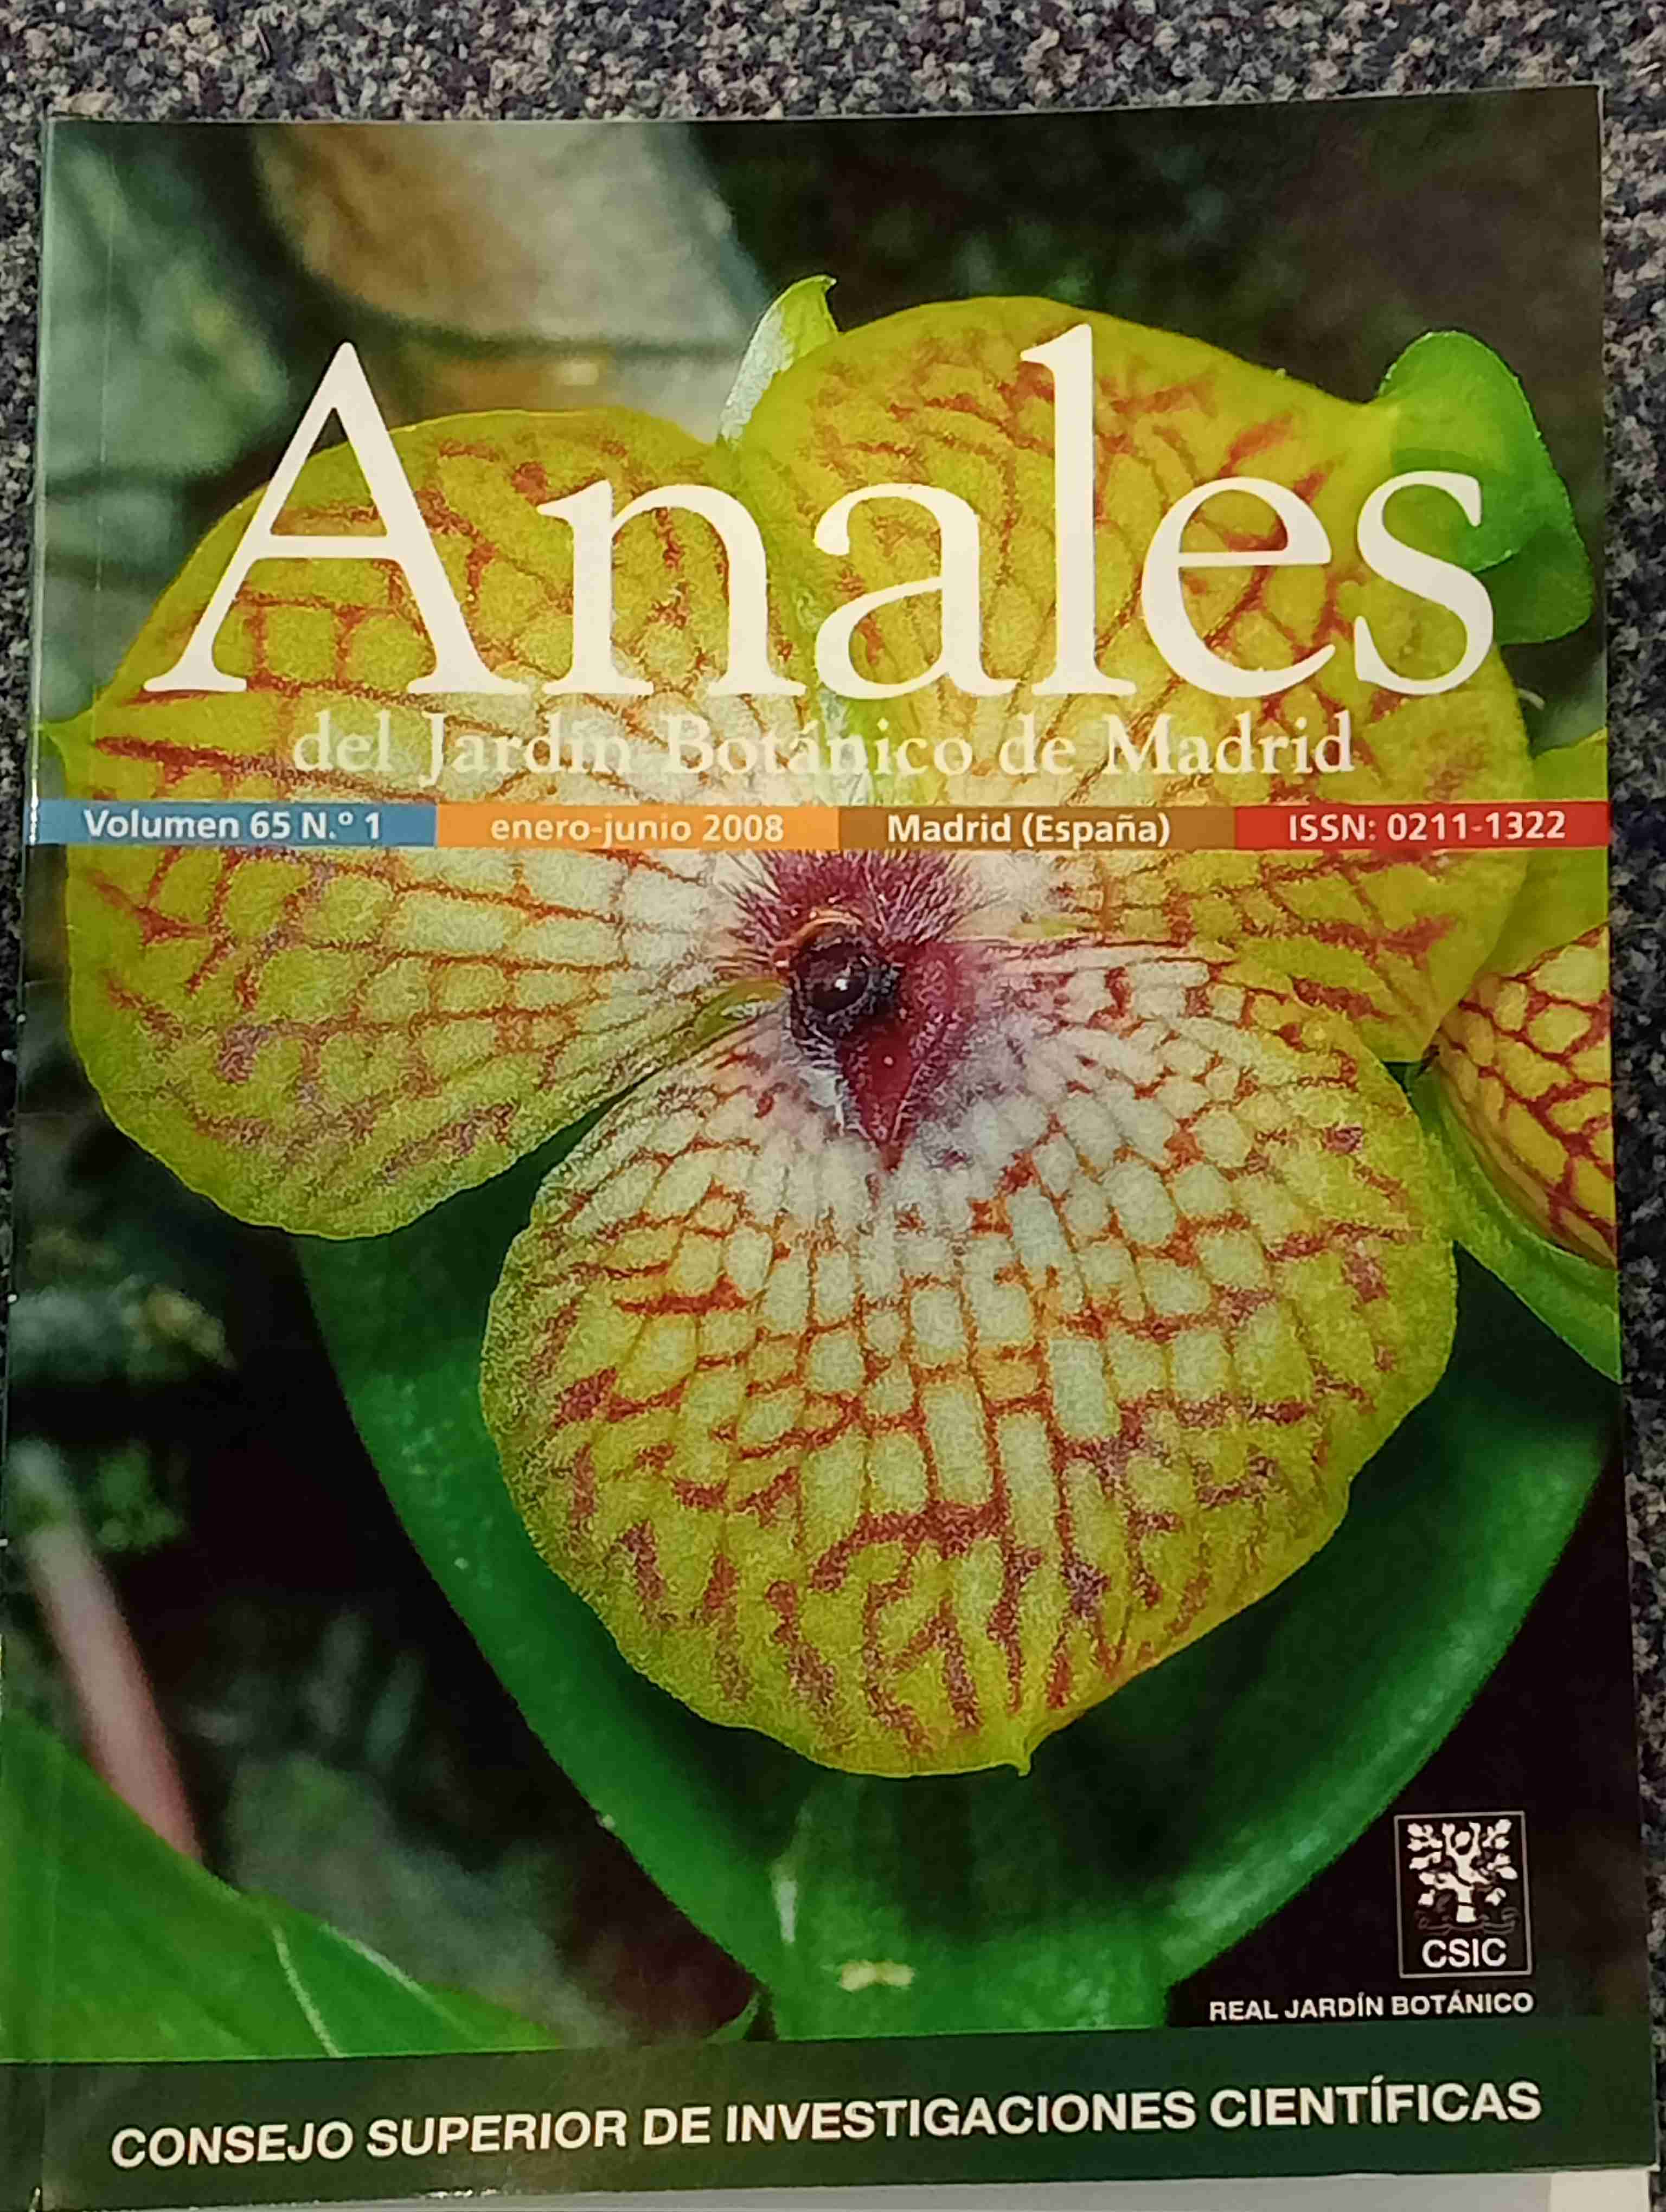 Anales
del Jardín Botánico de Madrid
Volumen 65 N.º 1 enero-junio 2008 Madrid (España) ISSN: 0211-1322
CSIC
REAL JARDÍN BOTÁNICO
CONSEJO SUPERIOR DE INVESTIGACIONES CIENTÍFICAS